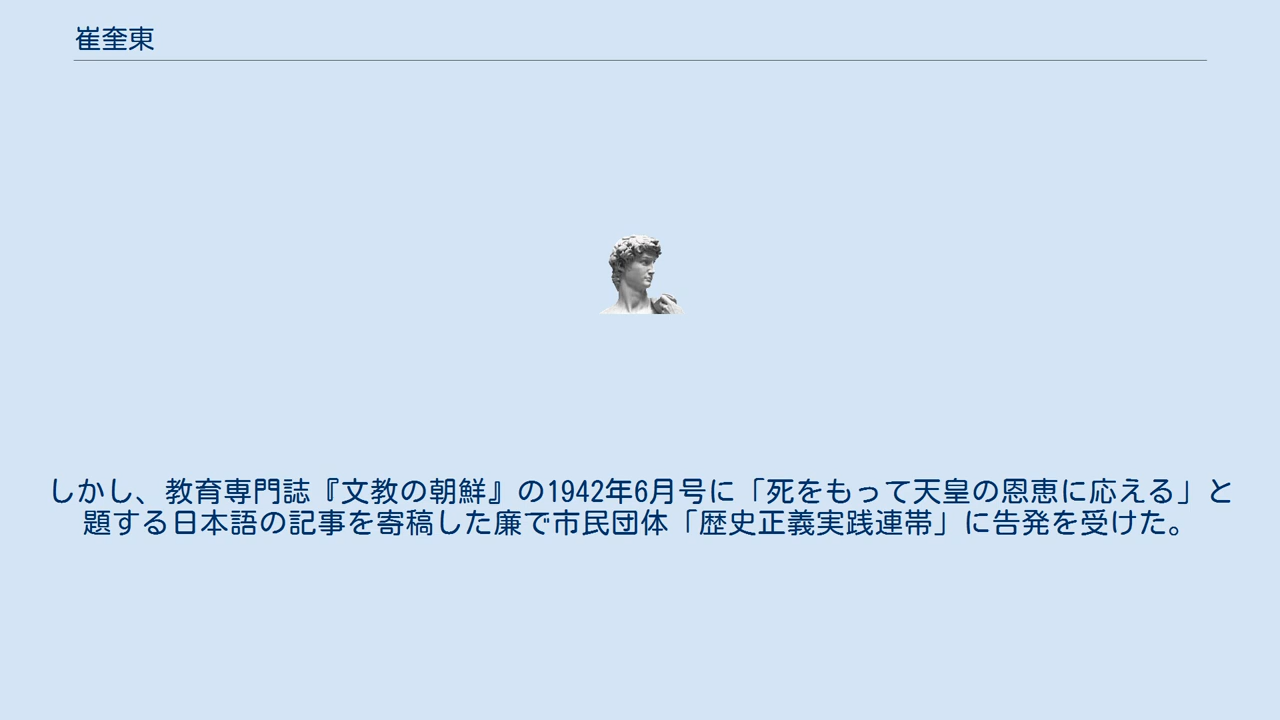 崔奎東
しかし、教育専門誌『文教の朝鮮』の1942年6月号に「死をもって天皇の恩恵に応える」と
題する日本語の記事を寄稿した廉で市民団体「歴史正義実践連帯」に告発を受けた。